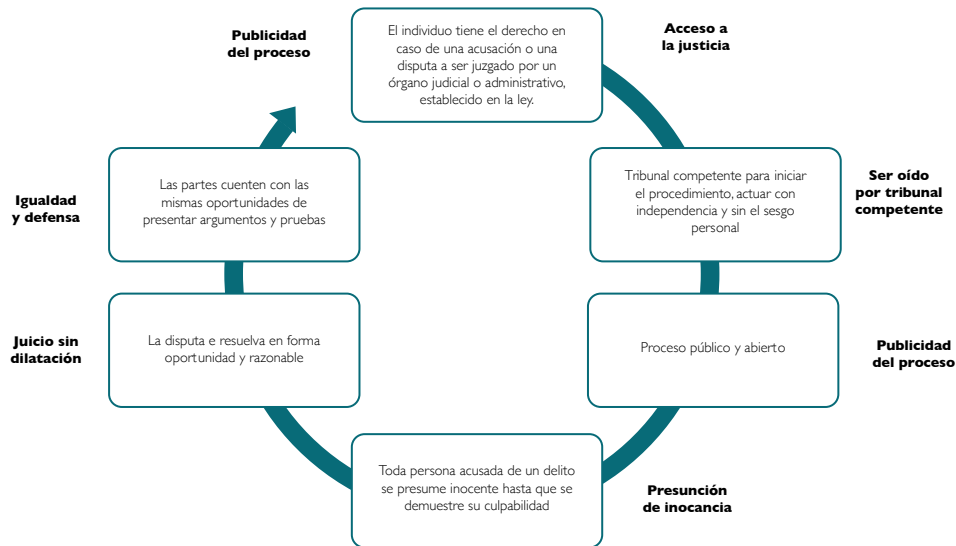 Publicidad
del proceso
El individuo tiene el derecho en
caso de una acusación o una
disputa a ser juzgado por un
órgano judicial o administrativo,
establecido en la ley.
Acceso a
la justicia
Tribunal competente para iniciar
el procedimiento, actuar con
independencia y sin el sesgo
personal
Ser oído
por tribunal
competente
Proceso público y abierto
Publicidad
del proceso
Toda persona acusada de un delito
se presume inocente hasta que se
demuestre su culpabilidad
Presunción
de inocancia
La disputa e resuelva en forma
oportunidad y razonable
Juicio sin
dilatación
Las partes cuenten con las
mismas oportunidades de
presentar argumentos y pruebas
Igualdad
y defensa